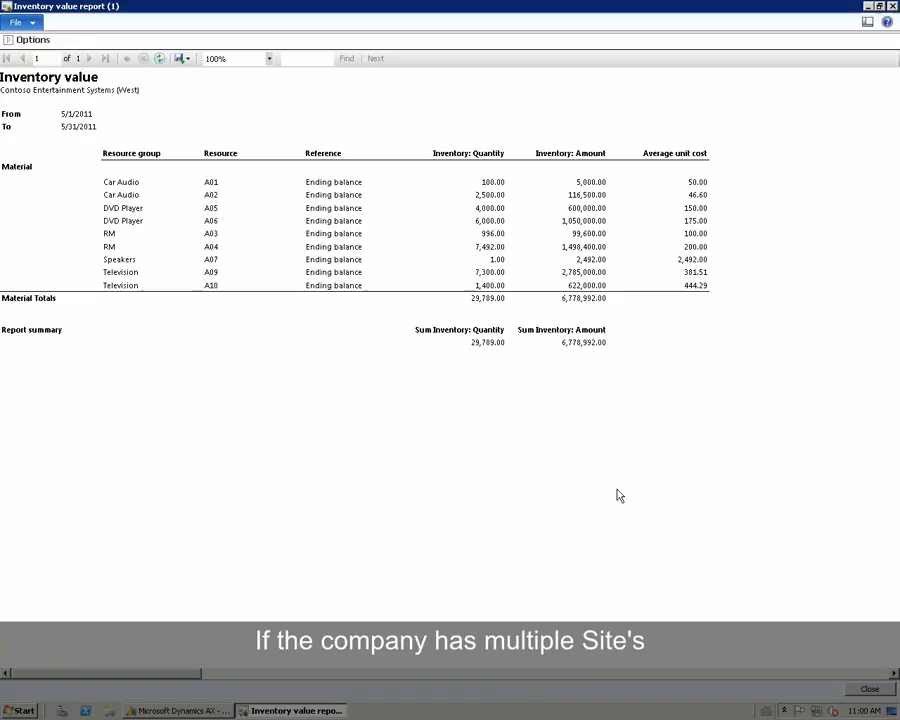 Inventory value report (1)
File
Options
1 of 1 100% Find Next
Inventory value
Contoso Entertainment Systems (West)
From 5/1/2011
To 5/31/2011
Resource group Resource Reference Inventory: Quantity Inventory: Amount Average unit cost
Material
Car Audio A01 Ending balance 100.00 5,000.00 50.00
Car Audio A02 Ending balance 2,500.00 116,500.00 46.60
DVD Player A05 Ending balance 4,000.00 600,000.00 150.00
DVD Player A06 Ending balance 6,000.00 1,050,000.00 175.00
RM A03 Ending balance 996.00 99,600.00 100.00
RM A04 Ending balance 7,492.00 1,498,400.00 200.00
Speakers A07 Ending balance 1.00 2,492.00 2,492.00
Television A09 Ending balance 7,300.00 2,785,000.00 381.51
Television A10 Ending balance 1,400.00 622,000.00 444.29
Material Totals 29,789.00 6,778,992.00
Report summary Sum Inventory: Quantity Sum Inventory: Amount
29,789.00 6,778,992.00
If the company has multiple Site's
Close
Start Microsoft Dynamics AX - ... Inventory value repo... 11:00 AM